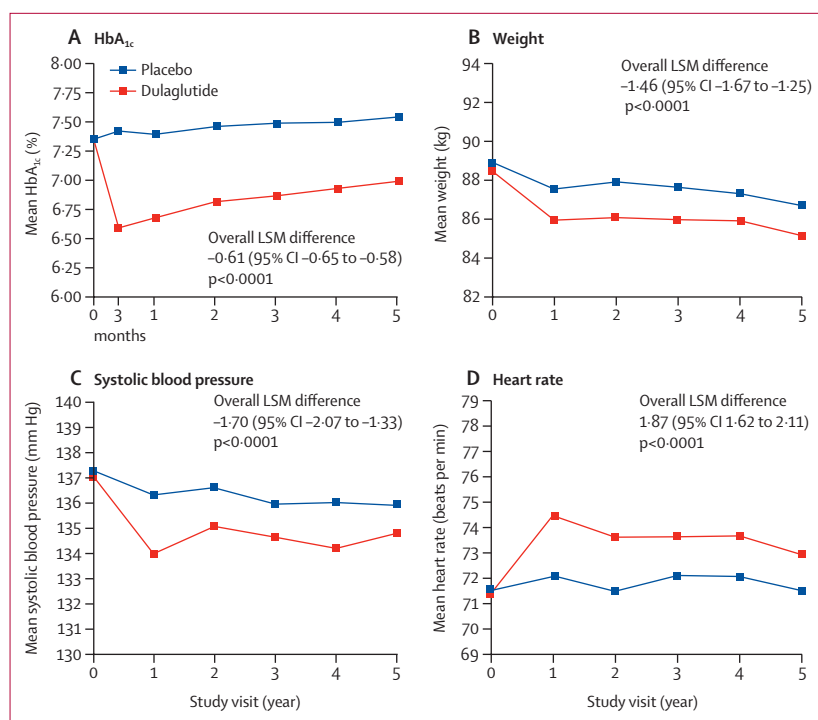 A HbA1c
8·00
7·75
7·50
7·25
7·00
6·75
6·50
6·25
6·00
Mean HbA1c (%)
Placebo
Dulaglutide
Overall LSM difference
–0·61 (95% CI –0·65 to –0·58)
p<0·0001
0 3 1 2 3 4 5
months
B Weight
94
92
90
88
86
84
82
Mean weight (kg)
Overall LSM difference
–1·46 (95% CI –1·67 to –1·25)
p<0·0001
0 1 2 3 4 5
C Systolic blood pressure
140
139
138
137
136
135
134
133
132
131
130
Mean systolic blood pressure (mm Hg)
Overall LSM difference
–1·70 (95% CI –2·07 to –1·33)
p<0·0001
0 1 2 3 4 5
Study visit (year)
D Heart rate
79
78
77
76
75
74
73
72
71
70
69
Mean heart rate (beats per min)
Overall LSM difference
1·87 (95% CI 1·62 to 2·11)
p<0·0001
0 1 2 3 4 5
Study visit (year)